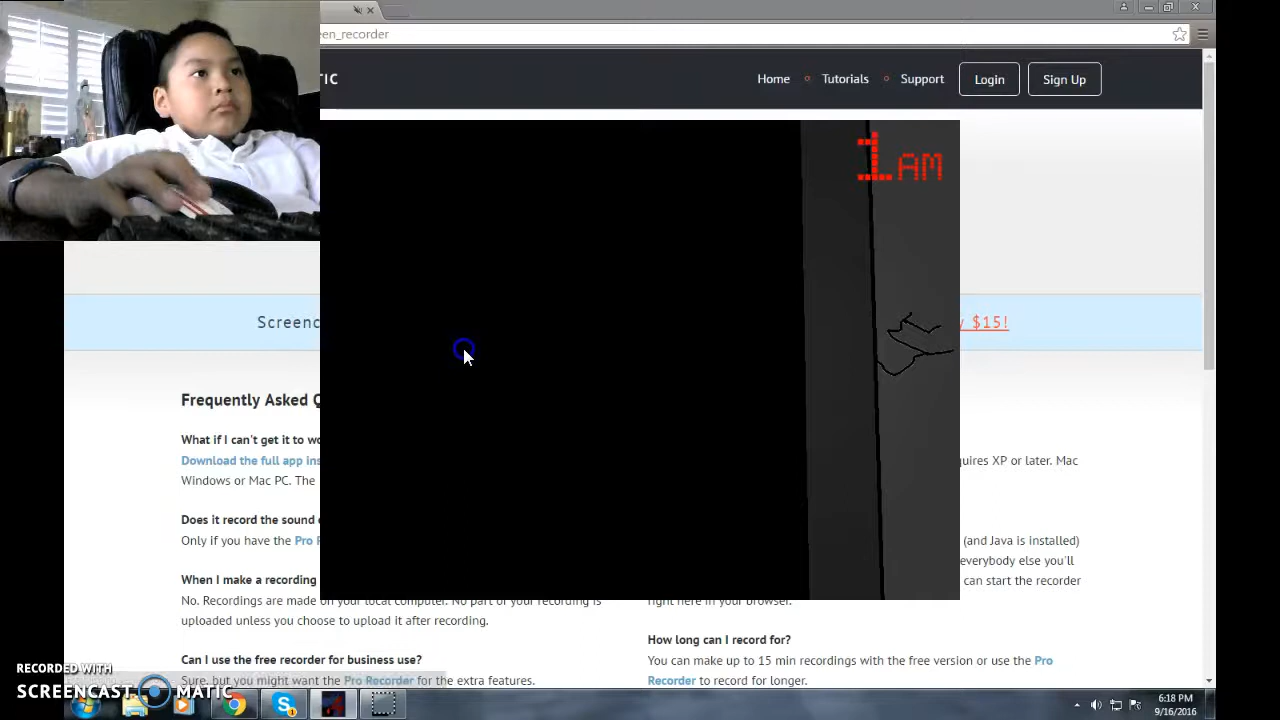 en_recorder
TIC
Home
Tutorials
Support
Login
Sign Up
1 AM
Screenc
y $15!
Frequently Asked Q
What if I can't get it to wo
Download the full app ins
Windows or Mac PC. The
quires XP or later. Mac
Does it record the sound
Only if you have the Pro
(and Java is installed)
everybody else you'll
can start the recorder
right here in your browser.
When I make a recording
No. Recordings are made on your local computer. No part of your recording is
uploaded unless you choose to upload it after recording.
Can I use the free recorder for business use?
Sure, but you might want the Pro Recorder for the extra features.
How long can I record for?
You can make up to 15 min recordings with the free version or use the Pro
Recorder to record for longer.
RECORDED WITH
SCREENCAST MATIC
6:18 PM
9/16/2016